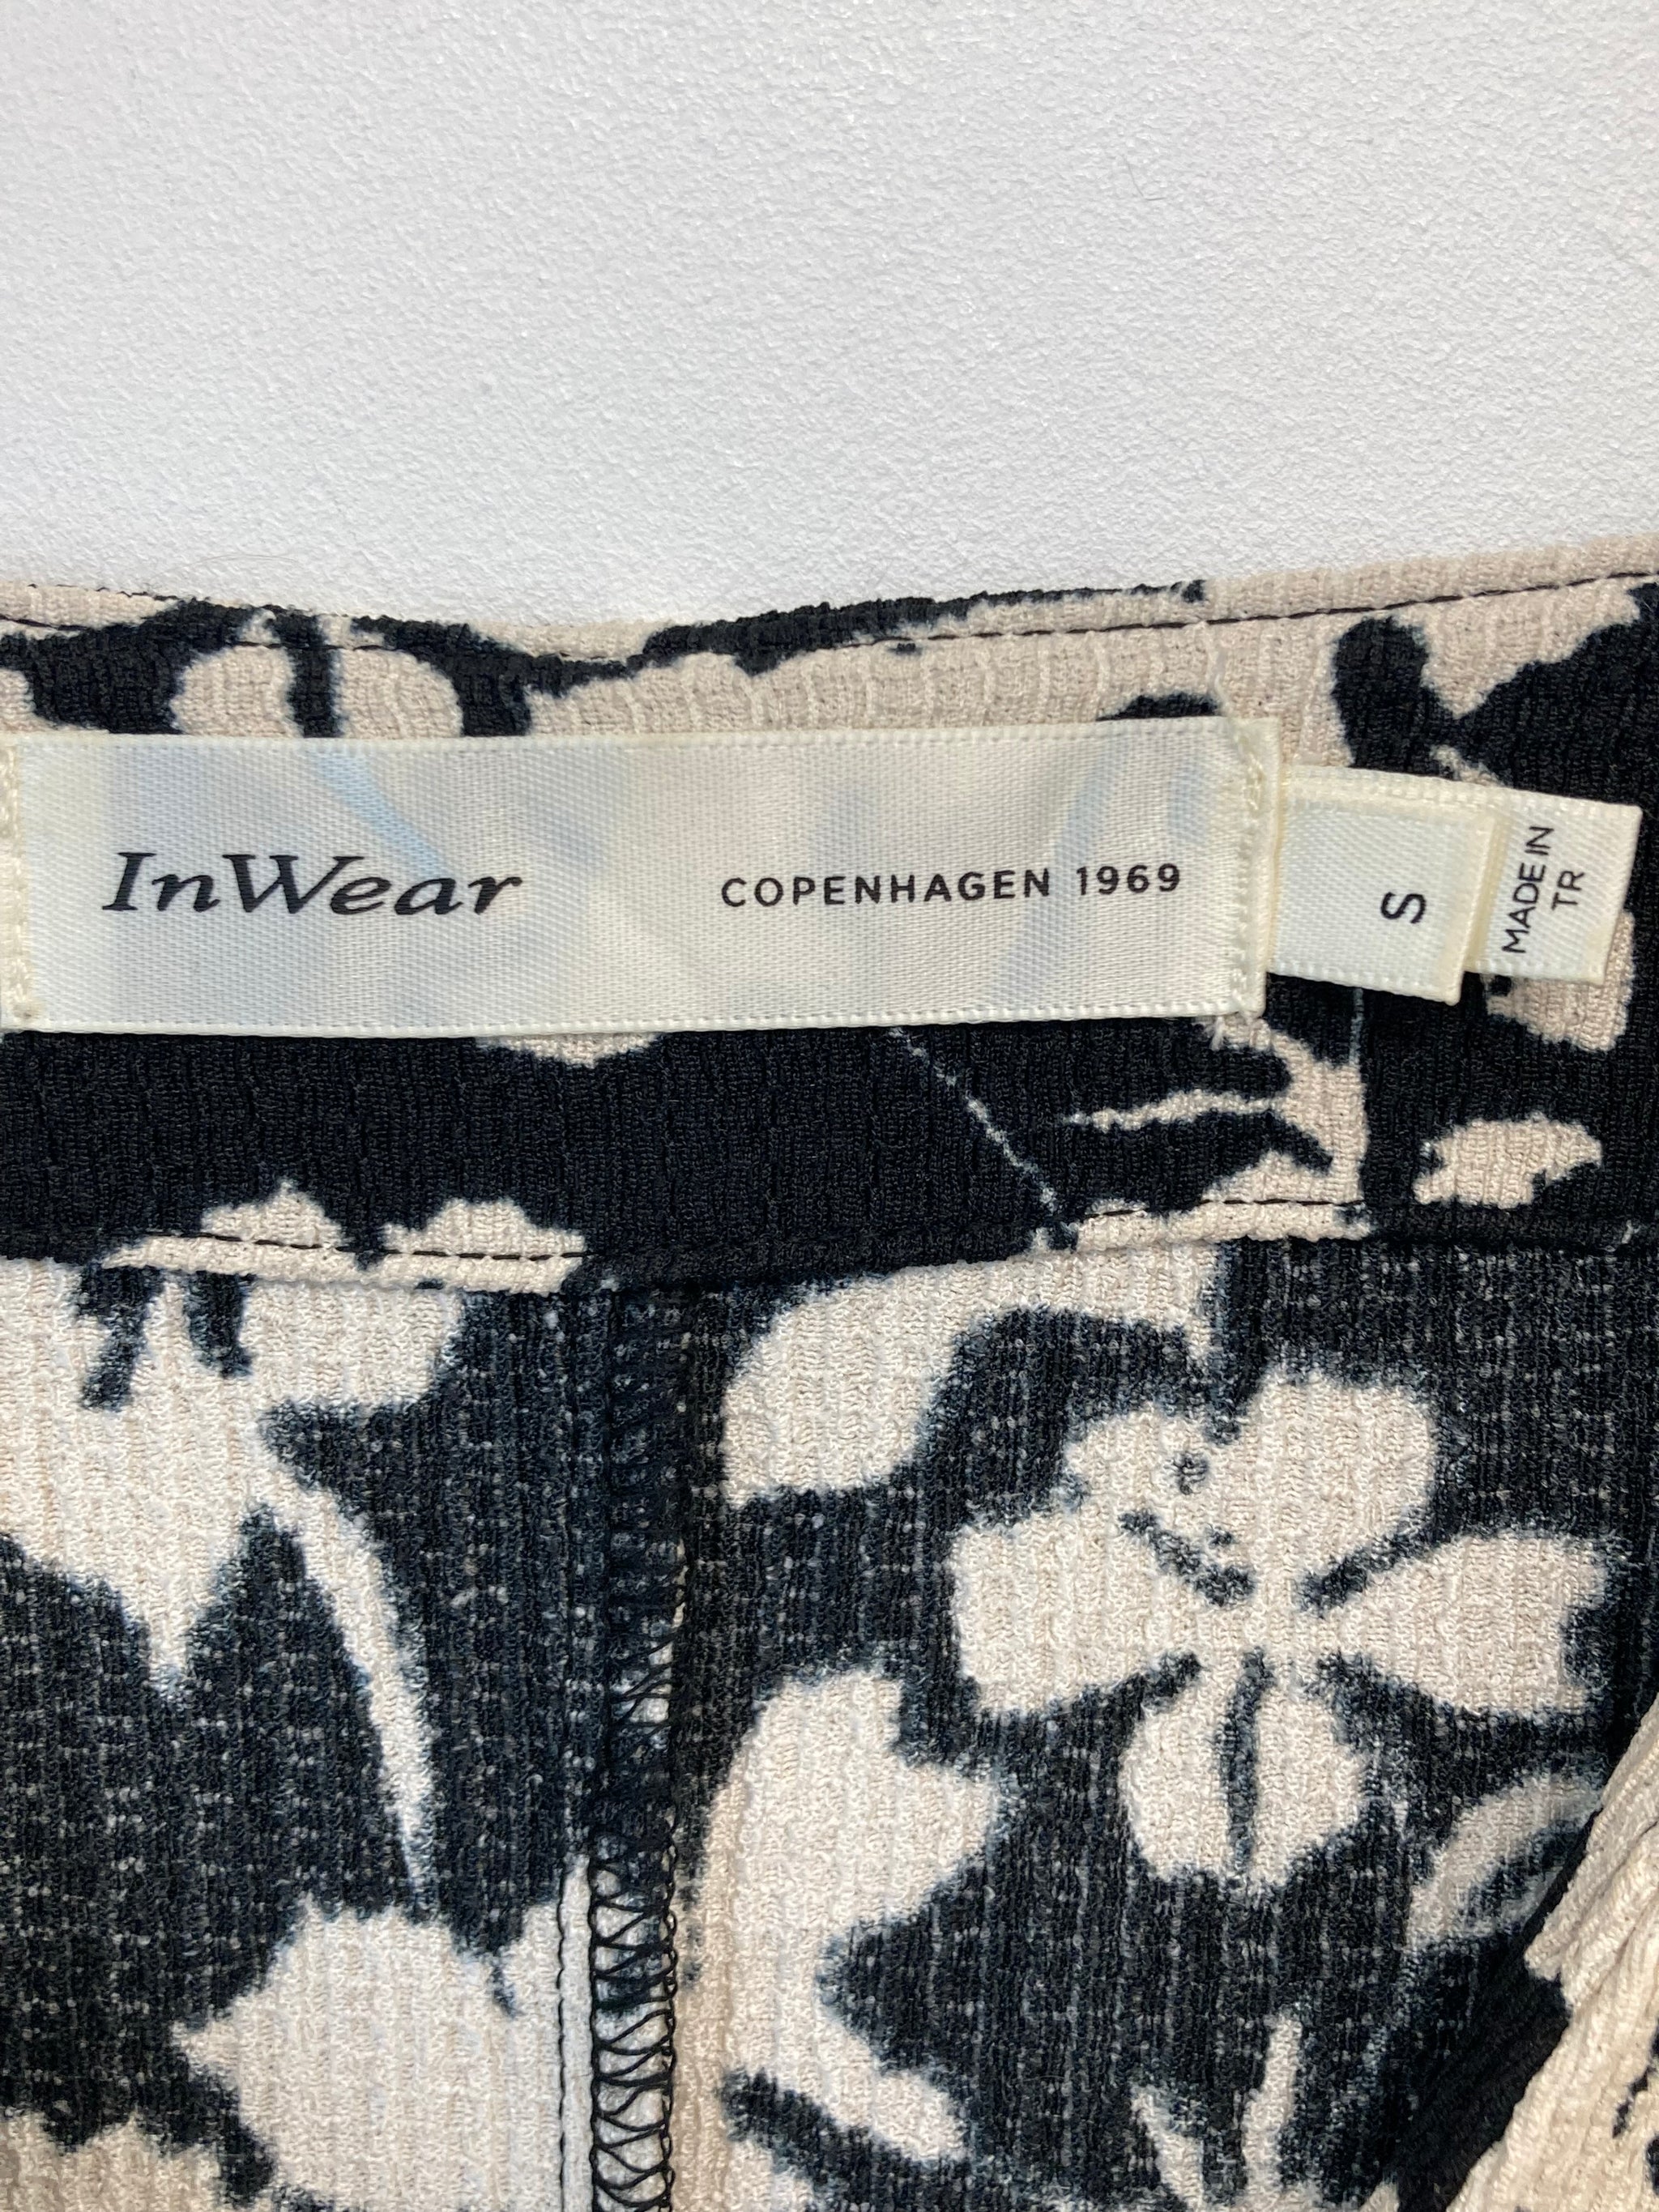 InWear
COPENHAGEN 1969
S
MADE IN
TR